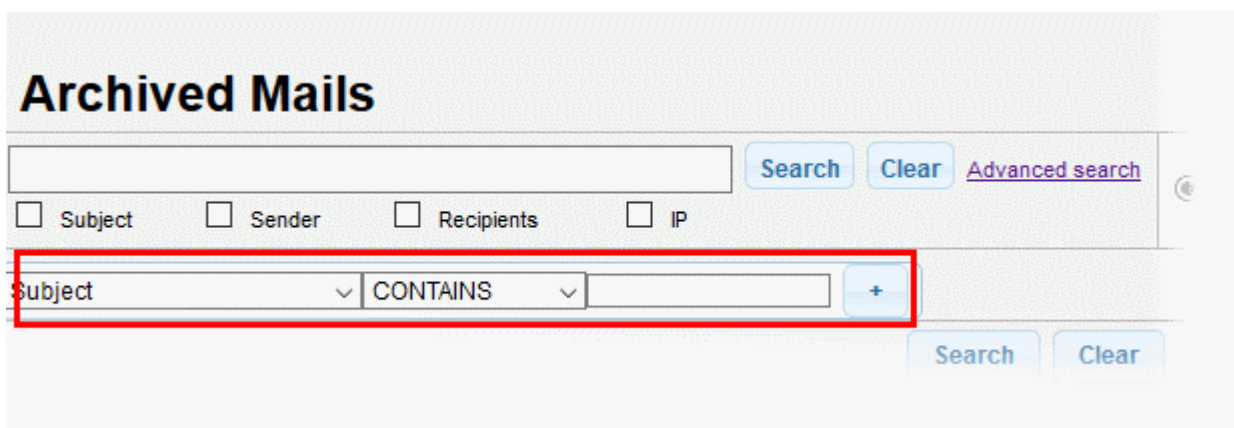 Archived Mails
Search Clear Advanced search
Subject Sender Recipients IP
Subject CONTAINS +
Search Clear